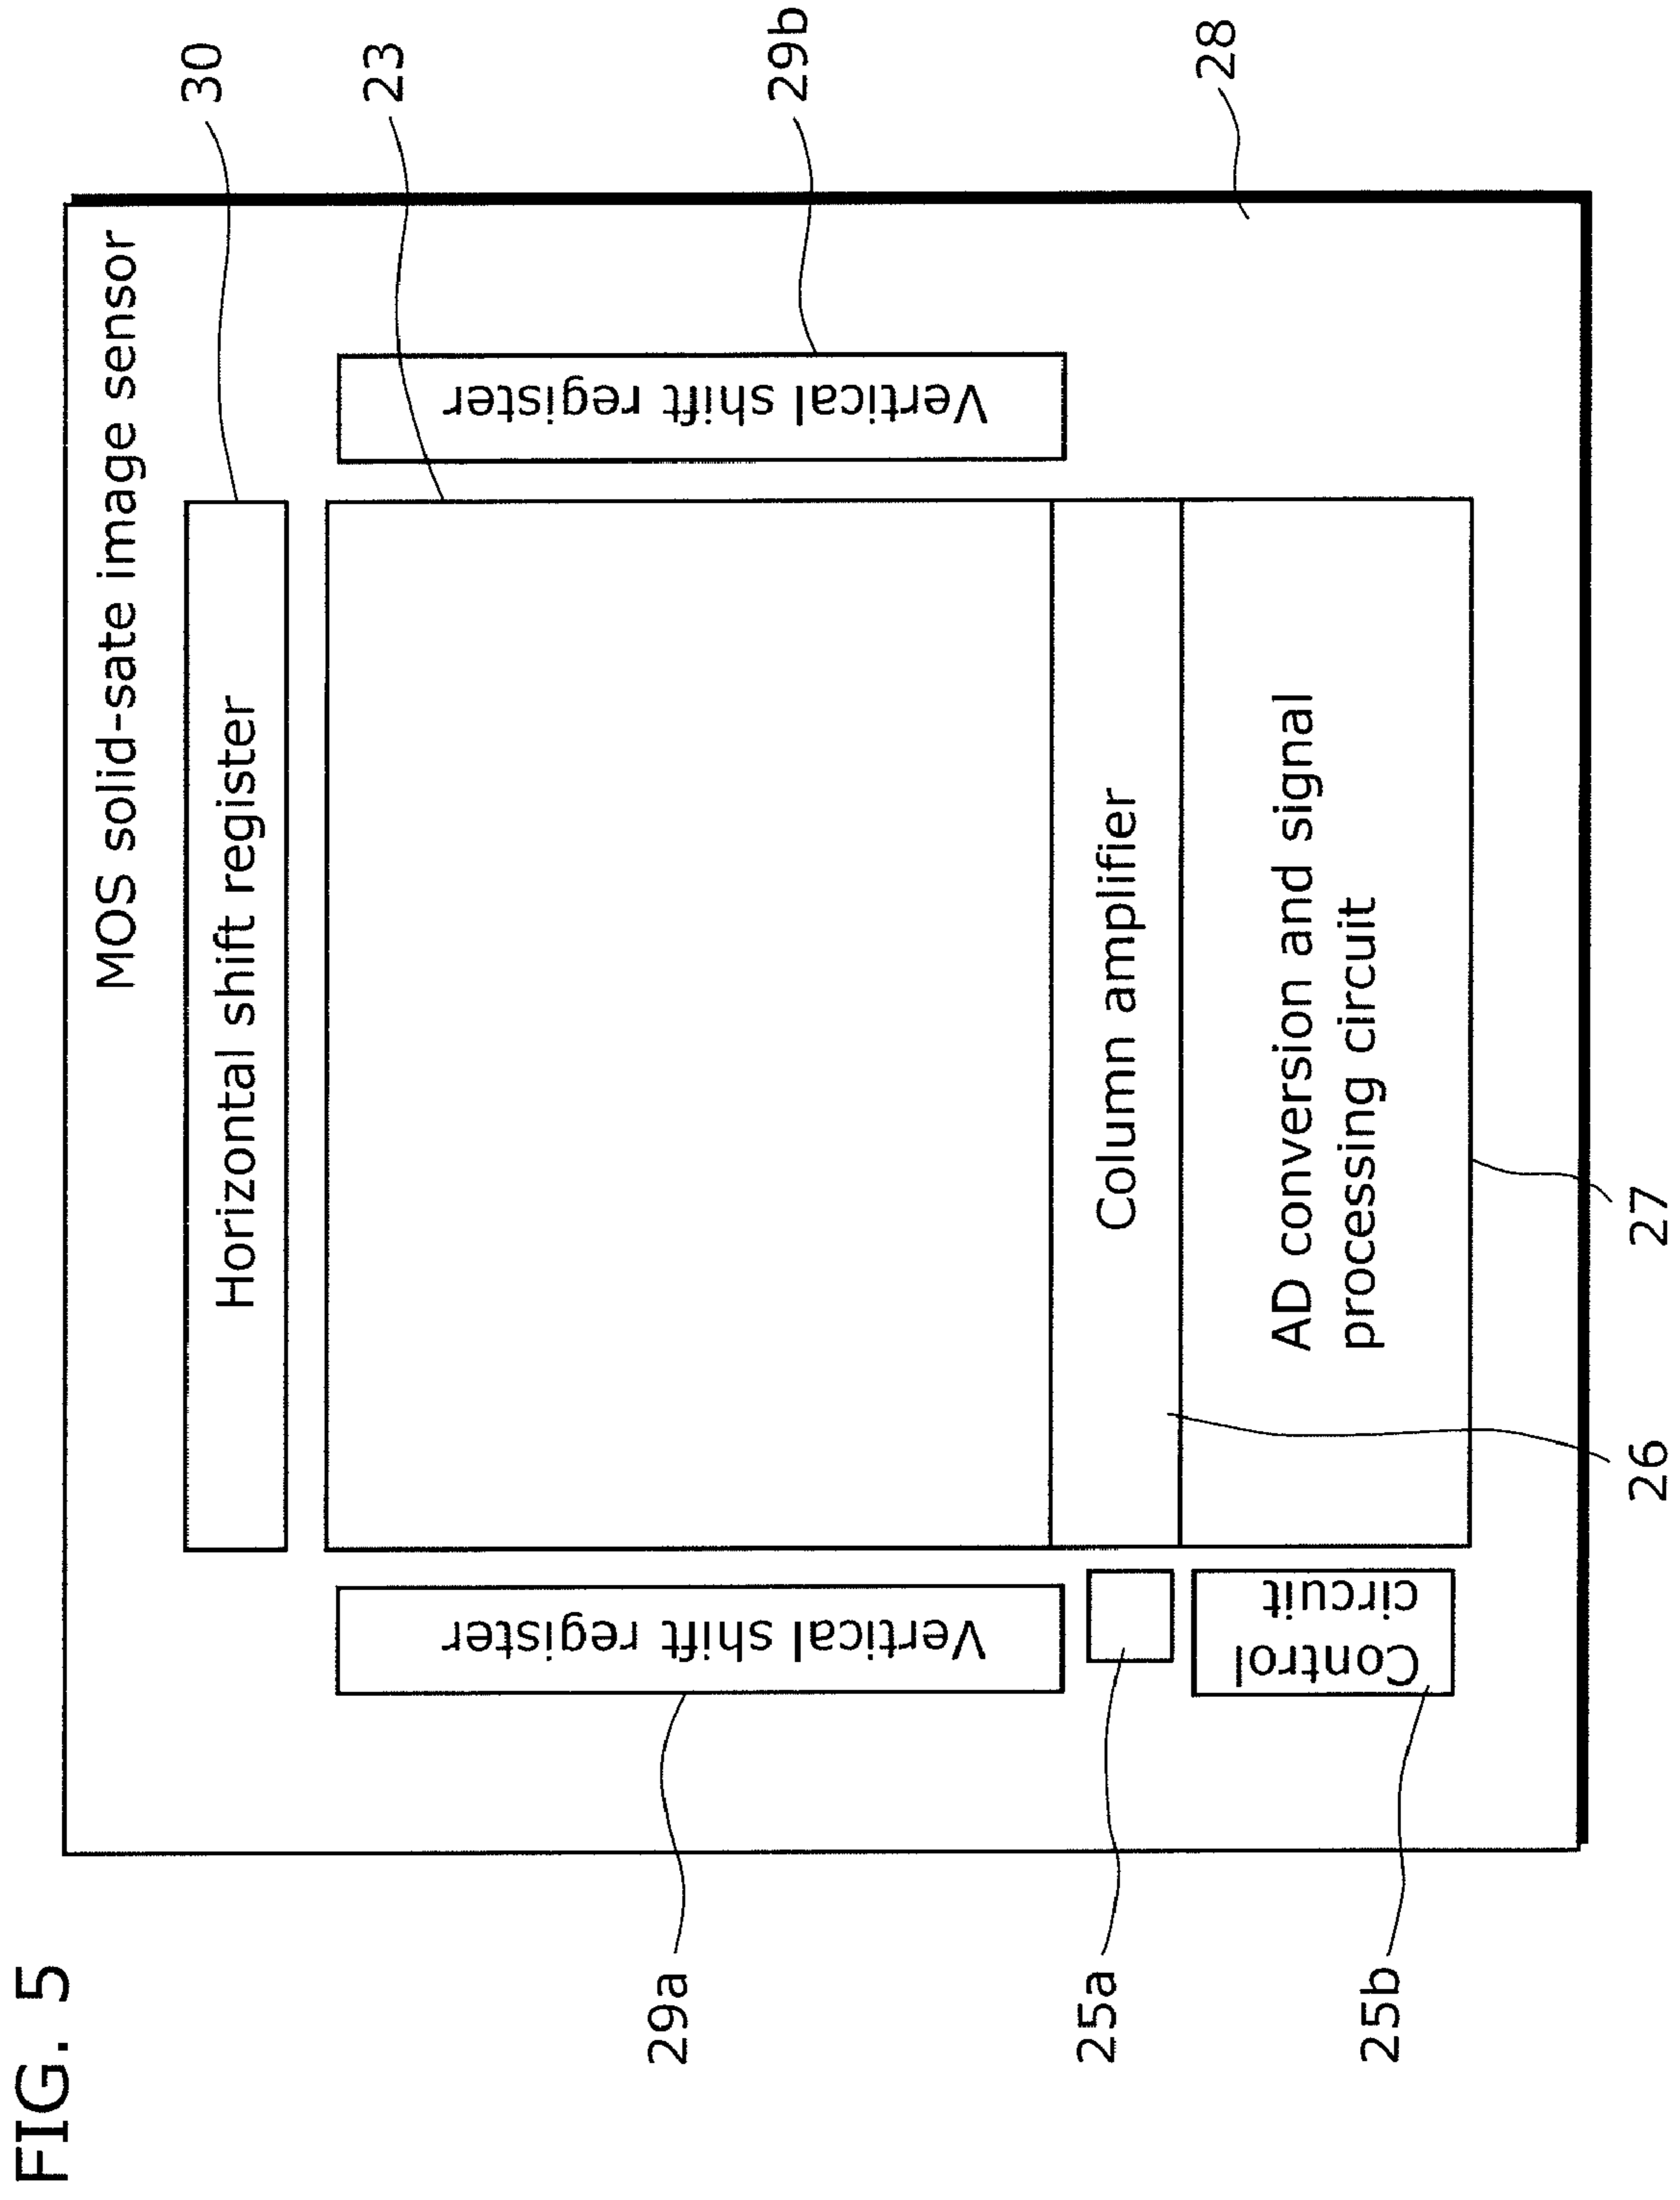 FIG. 5
MOS solid-sate image sensor
30
Horizontal shift register
23
29a
Vertical shift register
Vertical shift register
29b
25a
Column amplifier
26
25b
Control
circuit
AD conversion and signal
processing circuit
27
28